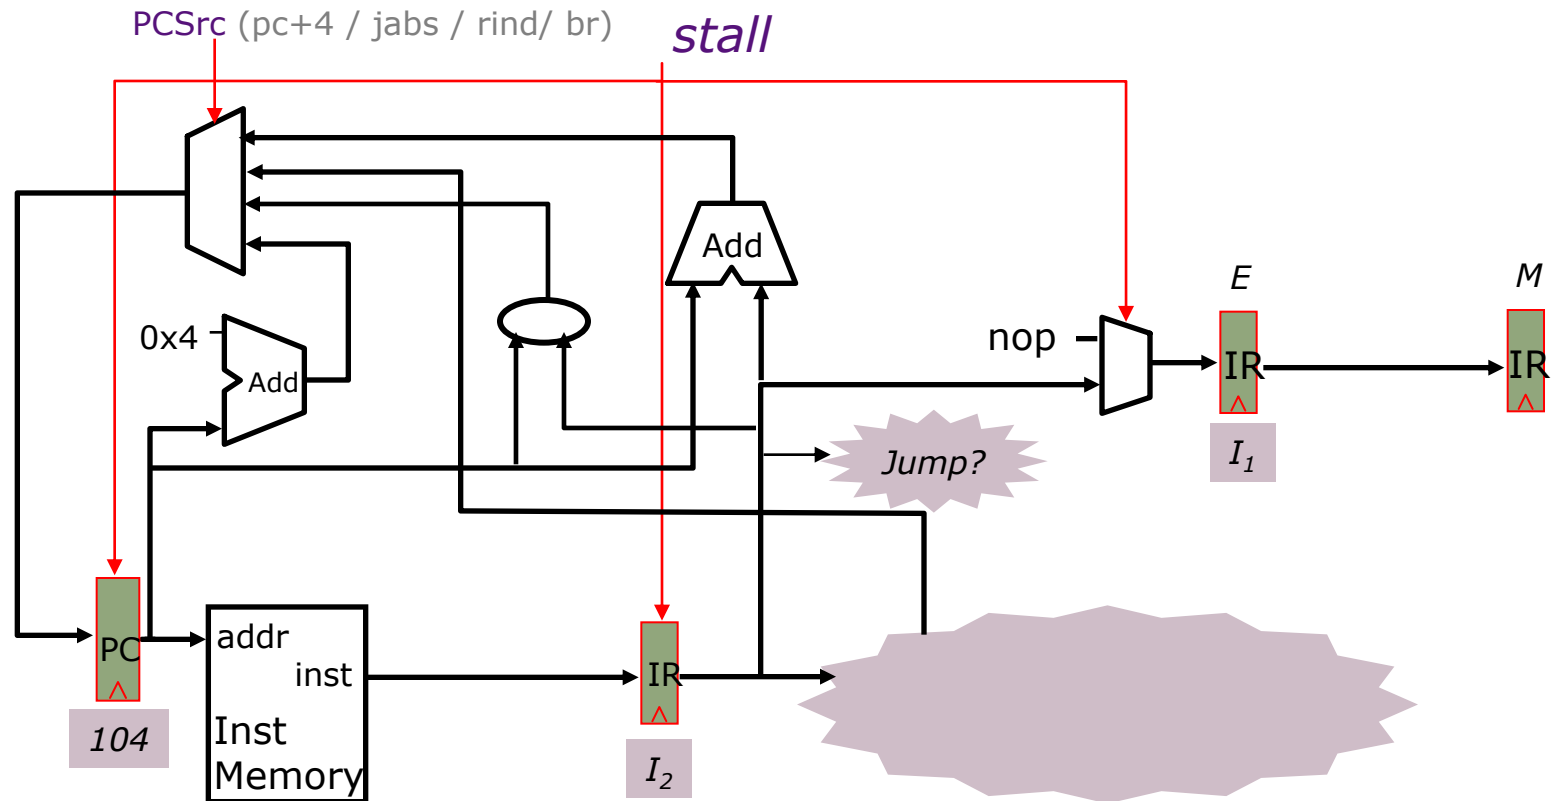 PCSrc (pc+4 / jabs / rind/ br)
stall
Add
E
M
0x4
Add
nop
IR
IR
Jump?
I₁
PC
addr
inst
Inst
Memory
IR
104
I₂